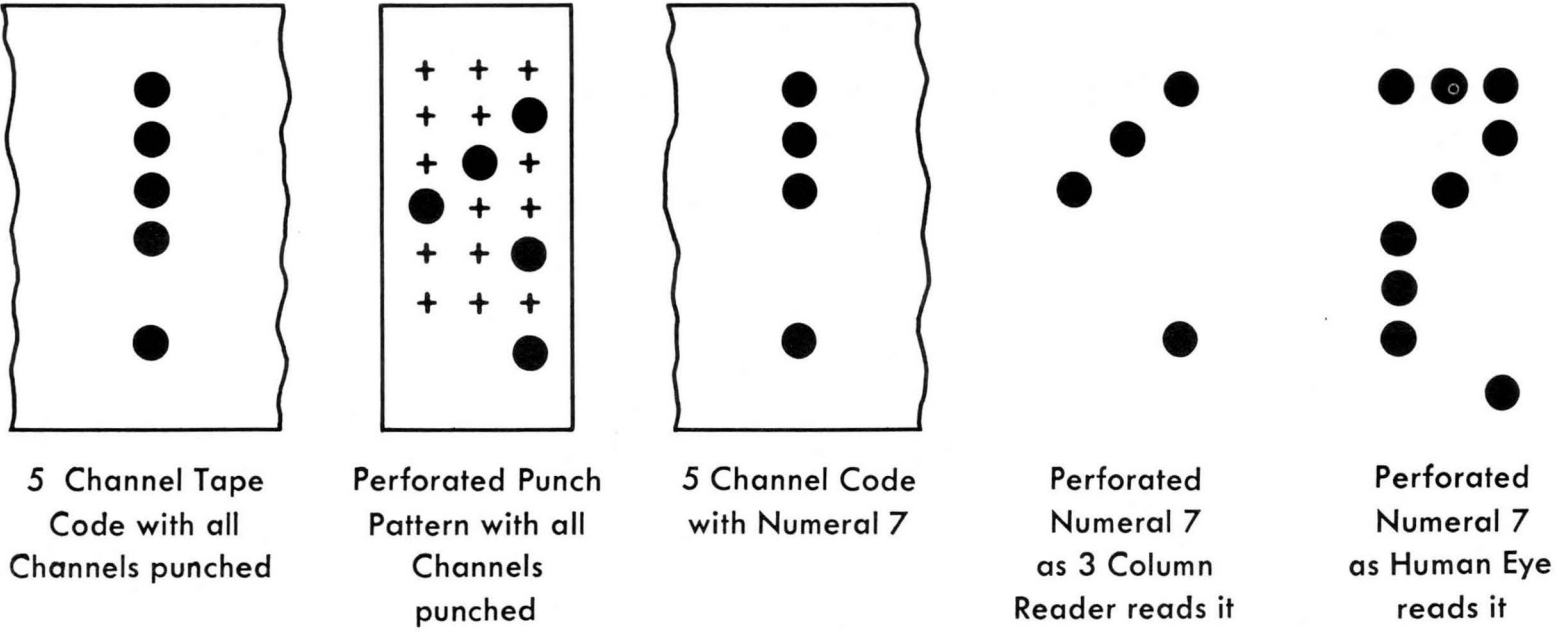 5 Channel Tape
Code with all
Channels punched
Perforated Punch
Pattern with all
Channels
punched
5 Channel Code
with Numeral 7
Perforated
Numeral 7
as 3 Column
Reader reads it
Perforated
Numeral 7
as Human Eye
reads it